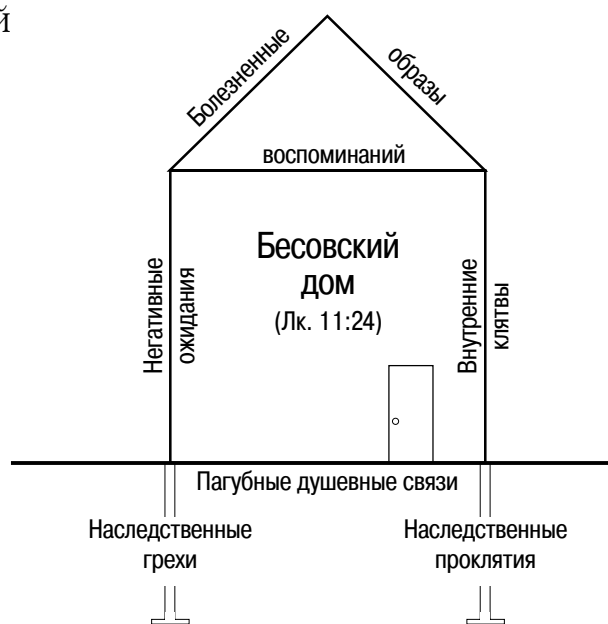 й
Болезненные
образы
воспоминаний
Негативные
ожидания
Бесовский
дом
(Лк. 11:24)
Внутренние
клятвы
Пагубные душевные связи
Наследственные
грехи
Наследственные
проклятия